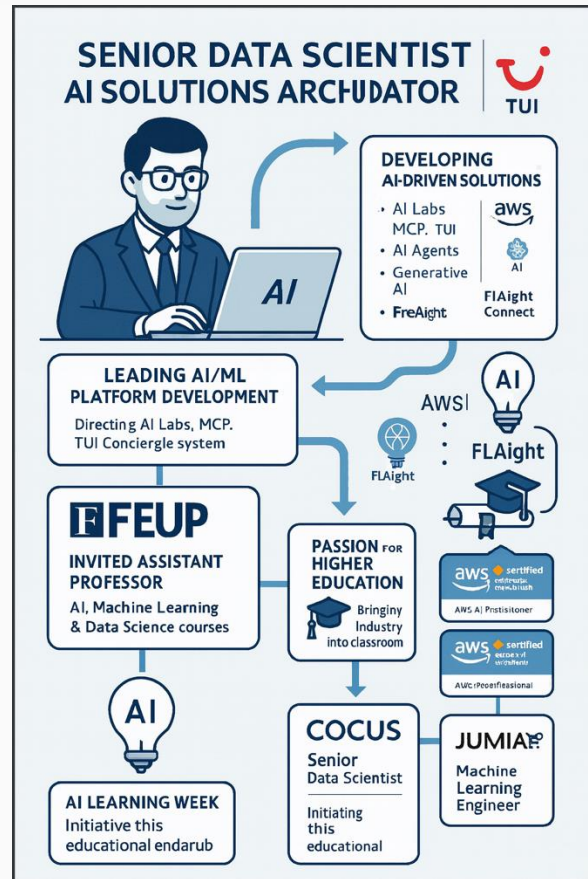 SENIOR DATA SCIENTIST
AI SOLUTIONS ARCHUDATOR
TUI
DEVELOPING
AI-DRIVEN SOLUTIONS
• AI Labs
MCP. TUI
• AI Agents
• Generative
AI
• FreAight
aws
AI
FIAight
Connect
AI
LEADING AI/ML
PLATFORM DEVELOPMENT
Directing AI Labs, MCP.
TUI Conciergle system
AWS!
AI
FLAight
FLAight
FEUP
INVITED ASSISTANT
PROFESSOR
AI, Machine Learning
& Data Science courses
PASSION FOR
HIGHER
EDUCATION
Bringiny
Industry
into classroom
aws sertified
AWS A| Pnstisitoner
aws sertified
AI
COCUS
Senior
Data Scientist
Initiating
this
educational
JUMIA
Machine
Learning
Engineer
AI LEARNING WEEK
Initiative this
educational endarub